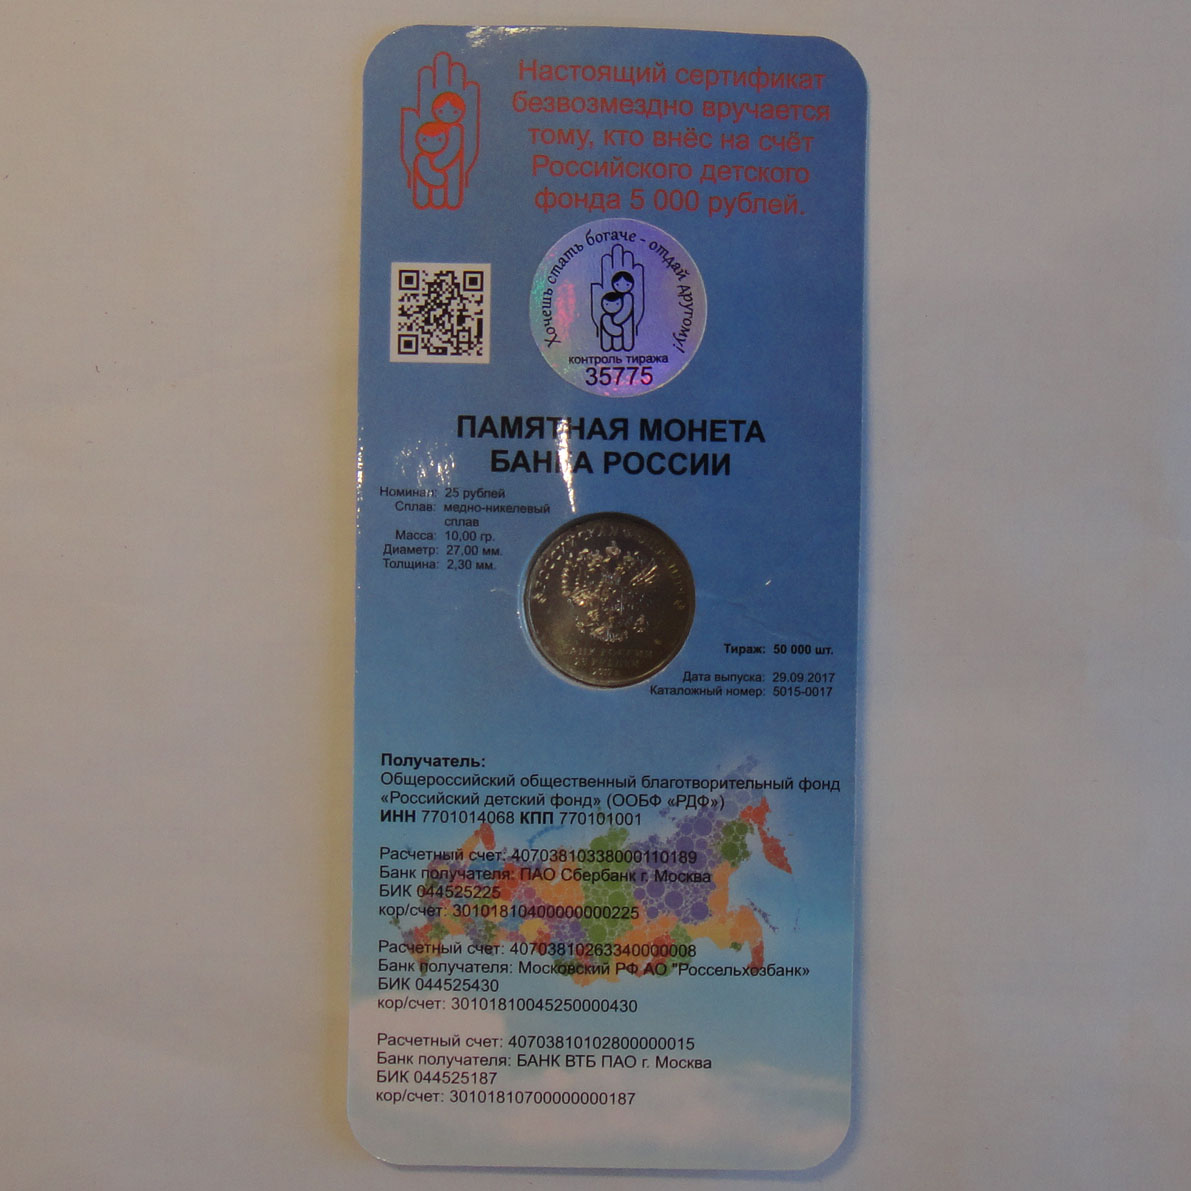 Настоящий сертификат
безвозмездно вручается
тому, кто внёс на счёт
Российского детского
фонда 5 000 рублей.
Хочешь стать богаче - отдай другому!
контроль тиража
35775
ПАМЯТНАЯ МОНЕТА
БАНКА РОССИИ
Номинал: 25 рублей
Сплав: медно-никелевый
сплав
Масса: 10,00 гр.
Диаметр: 27,00 мм.
Толщина: 2,30 мм.
Тираж: 50 000 шт.
Дата выпуска: 29.09.2017
Каталожный номер: 5015-0017
Получатель:
Общероссийский общественный благотворительный фонд
«Российский детский фонд» (ООБФ «РДФ»)
ИНН 7701014068 КПП 770101001
Расчетный счет: 40703810338000110189
Банк получателя: ПАО Сбербанк г. Москва
БИК 044525225
кор/счет: 30101810400000000225
Расчетный счет: 40703810263340000008
Банк получателя: Московский РФ АО "Россельхозбанк»
БИК 044525430
кор/счет: 30101810045250000430
Расчетный счет: 40703810102800000015
Банк получателя: БАНК ВТБ ПАО г. Москва
БИК 044525187
кор/счет: 30101810700000000187